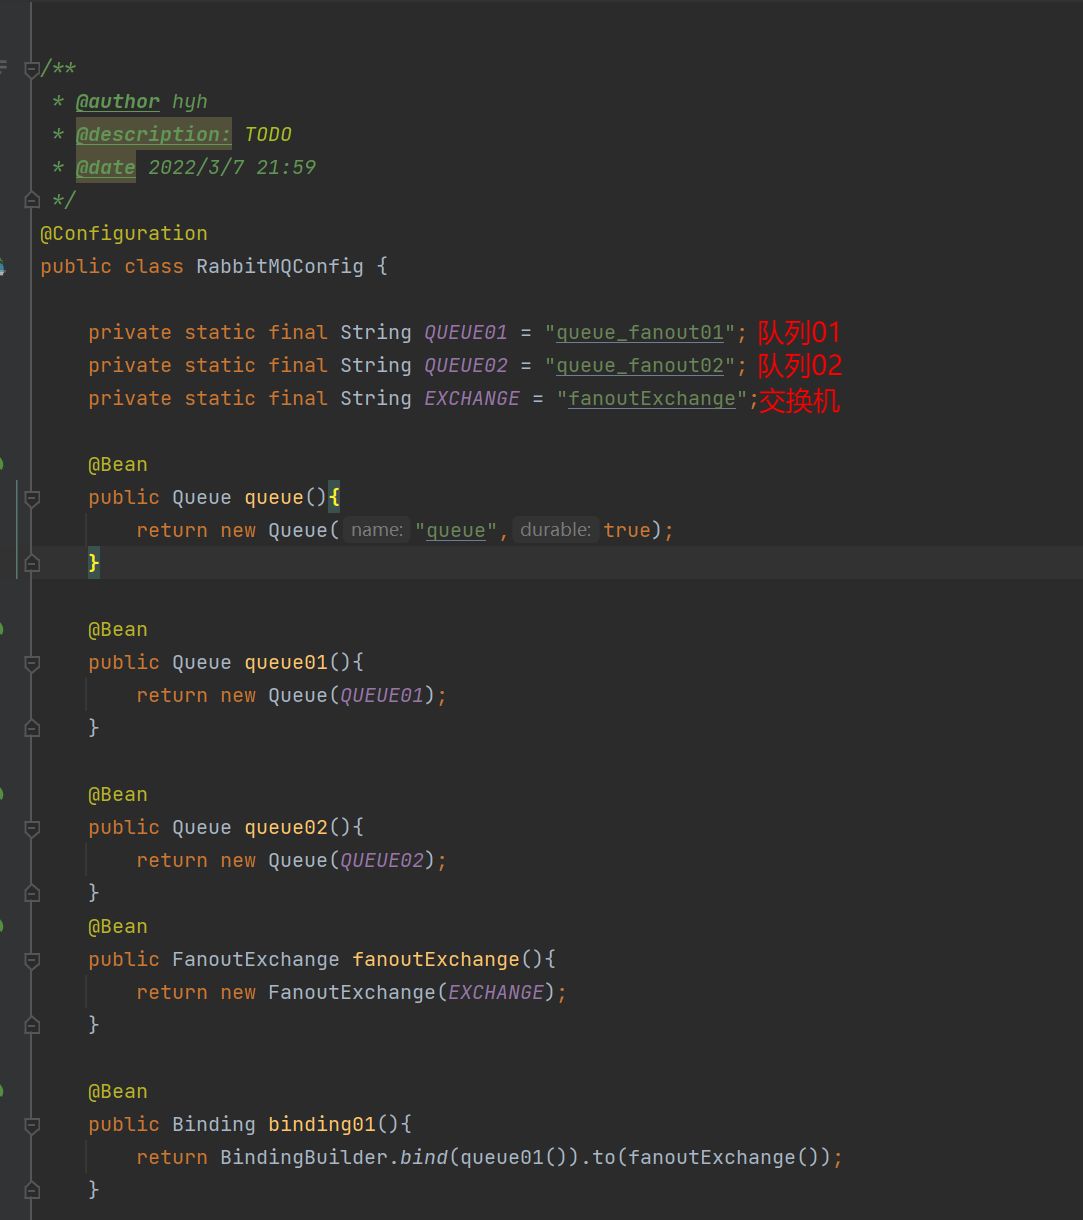 /**
* @author hyh
* @description: TODO
* @date 2022/3/7 21:59
*/
@Configuration
public class RabbitMQConfig {
private static final String QUEUE01 = "queue_fanout01"; 队列01
private static final String QUEUE02 = "queue_fanout02"; 队列02
private static final String EXCHANGE = "fanoutExchange";交换机
@Bean
public Queue queue(){
return new Queue( name: "queue", durable: true);
}
@Bean
public Queue queue01(){
return new Queue(QUEUE01);
}
@Bean
public Queue queue02(){
return new Queue(QUEUE02);
}
@Bean
public FanoutExchange fanoutExchange(){
return new FanoutExchange(EXCHANGE);
}
@Bean
public Binding binding01(){
return BindingBuilder.bind(queue01()).to(fanoutExchange());
}